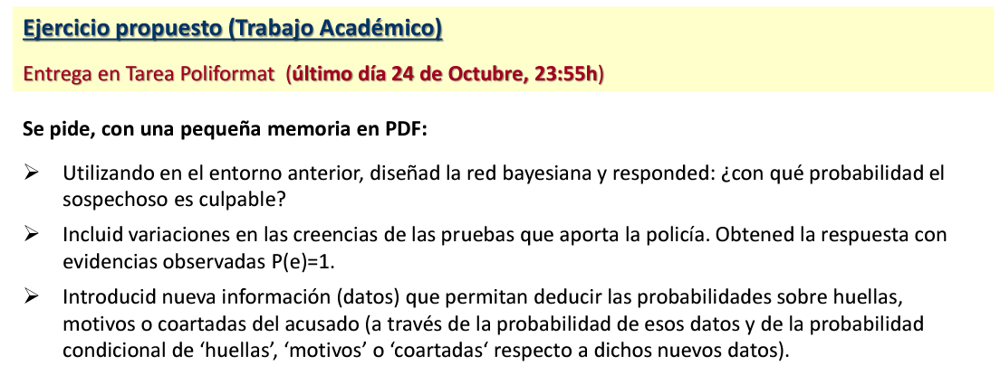 Ejercicio propuesto (Trabajo Académico)
Entrega en Tarea Poliformat (último día 24 de Octubre, 23:55h)
Se pide, con una pequeña memoria en PDF:
➢ Utilizando en el entorno anterior, diseñad la red bayesiana y responded: ¿con qué probabilidad el
sospechoso es culpable?
➢ Incluid variaciones en las creencias de las pruebas que aporta la policía. Obtened la respuesta con
evidencias observadas P(e)=1.
➢ Introducid nueva información (datos) que permitan deducir las probabilidades sobre huellas,
motivos o coartadas del acusado (a través de la probabilidad de esos datos y de la probabilidad
condicional de ‘huellas’, ‘motivos’ o ‘coartadas‘ respecto a dichos nuevos datos).